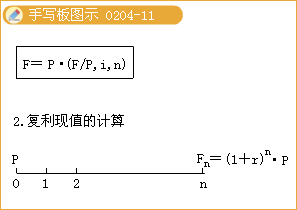 手写板图示 0204-11
F＝ P·(F/P,i,n)
2.复利现值的计算
P Fn＝(1＋r)^n·P
0 1 2 n